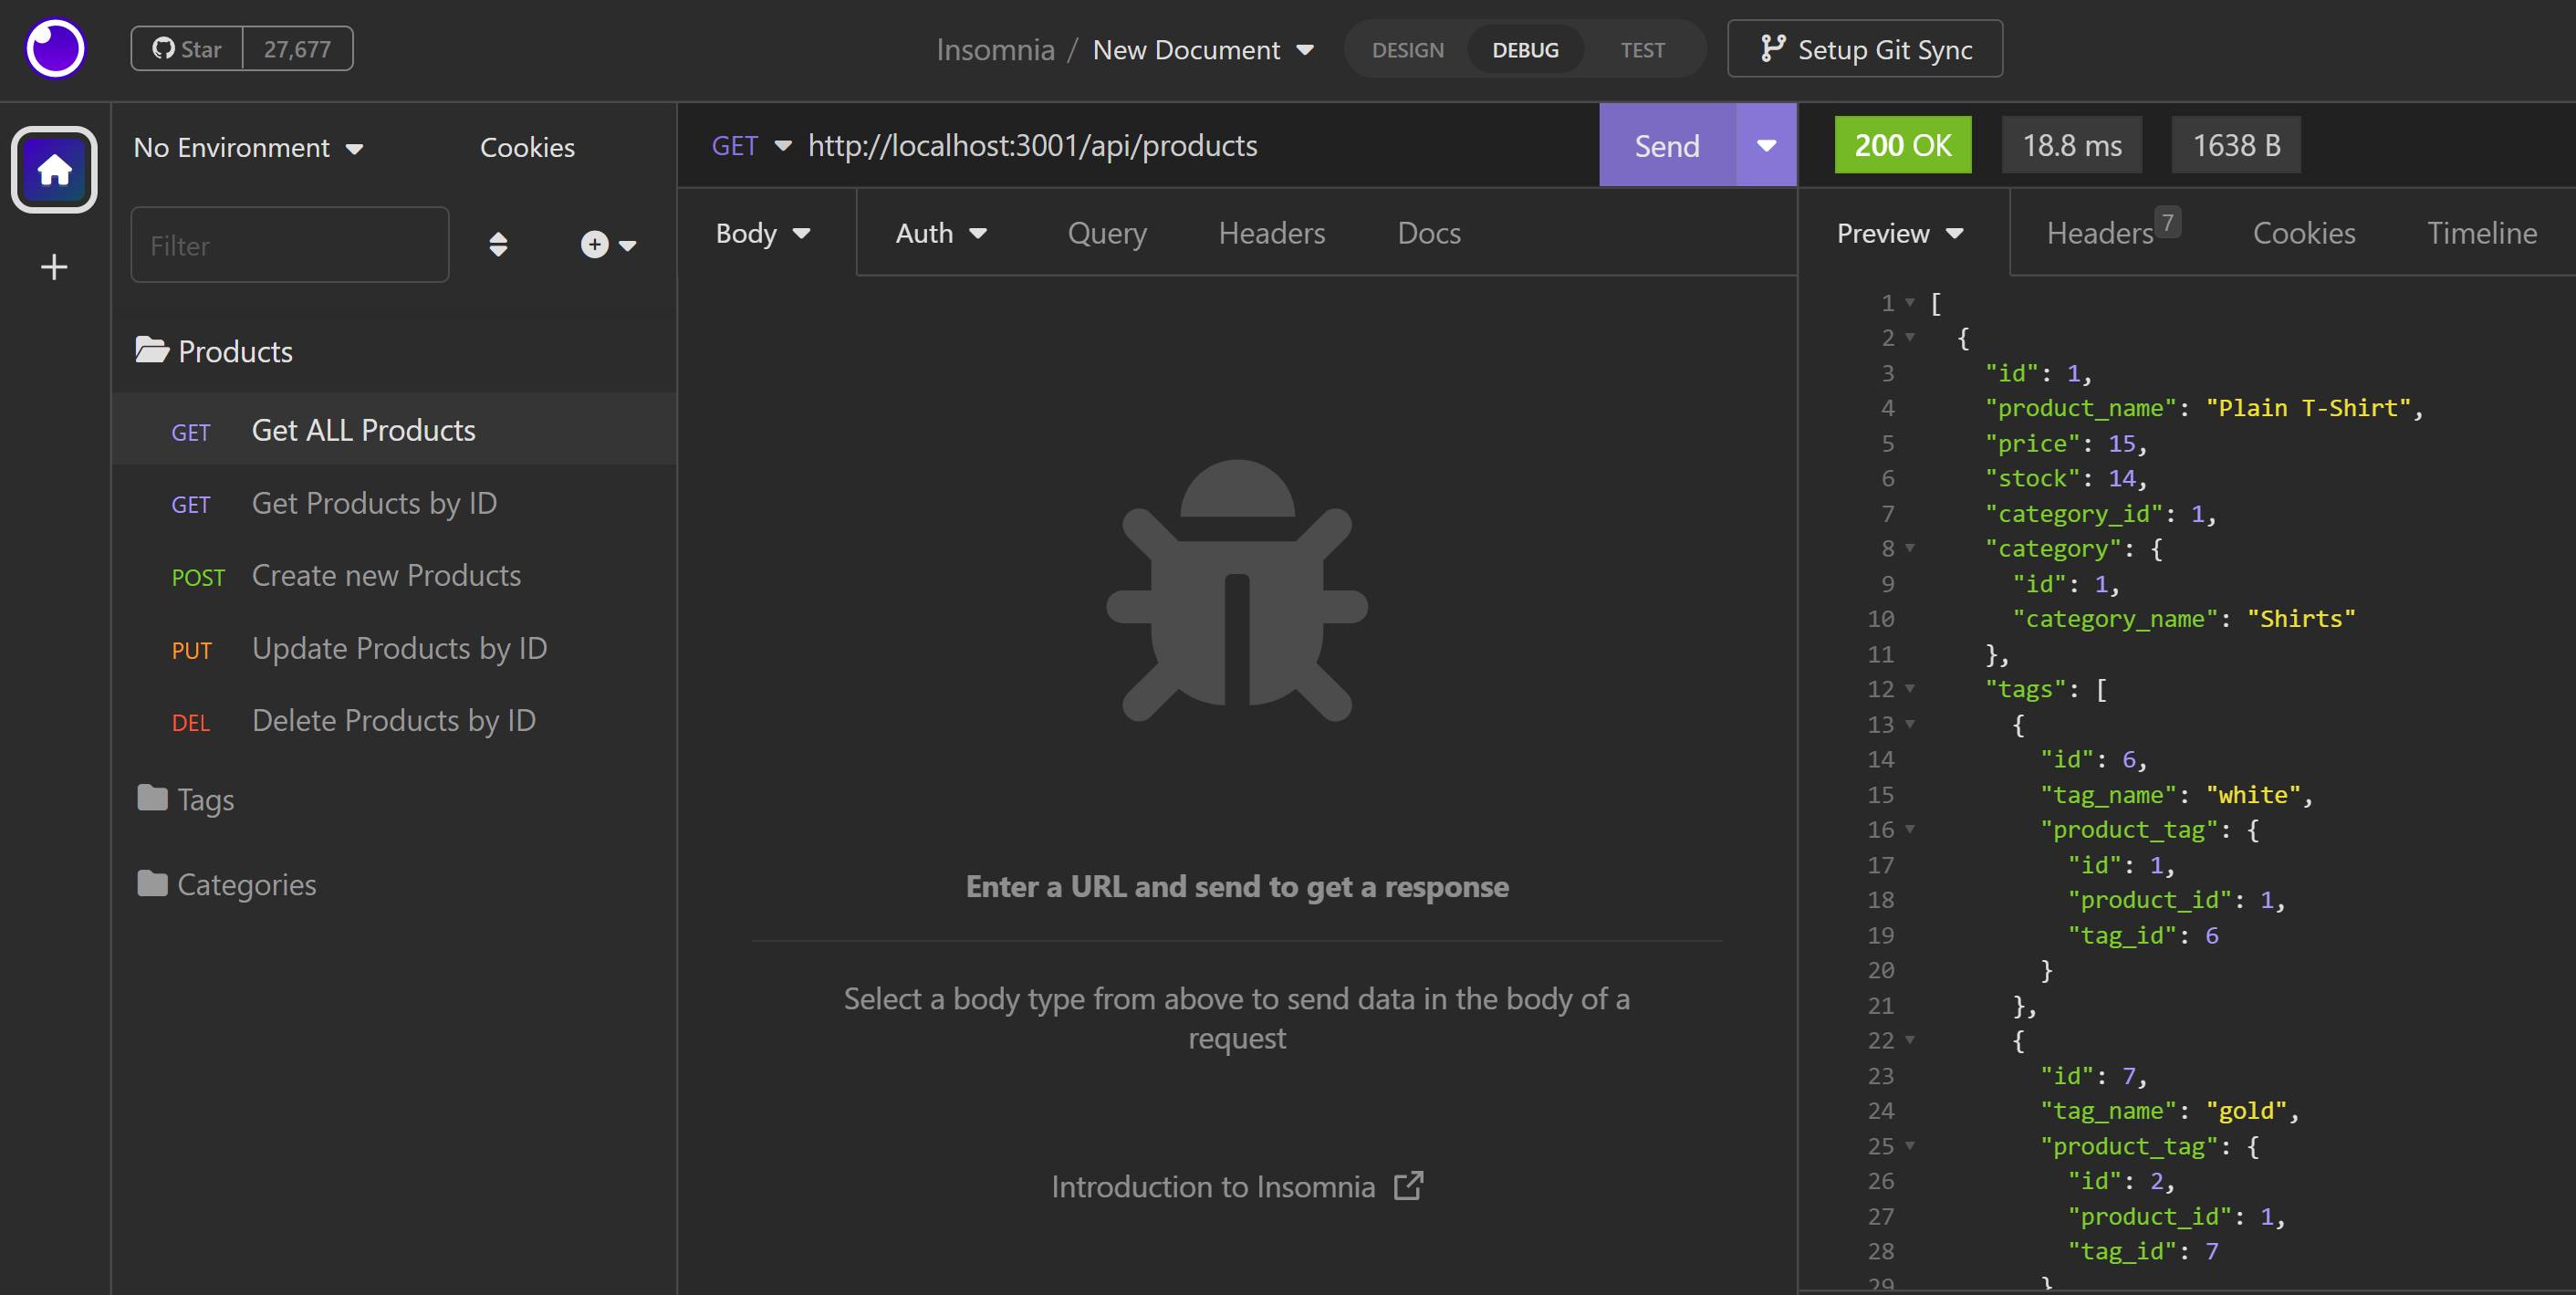 Star 27,677
Insomnia / New Document
DESIGN DEBUG TEST
Setup Git Sync
No Environment
Cookies
Filter
Products
GET Get ALL Products
GET Get Products by ID
POST Create new Products
PUT Update Products by ID
DEL Delete Products by ID
Tags
Categories
GET http://localhost:3001/api/products
Send
Body Auth Query Headers Docs
Enter a URL and send to get a response
Select a body type from above to send data in the body of a
request
Introduction to Insomnia
200 OK 18.8 ms 1638 B
Preview Headers 7 Cookies Timeline
1 [
2 {
3 "id": 1,
4 "product_name": "Plain T-Shirt",
5 "price": 15,
6 "stock": 14,
7 "category_id": 1,
8 "category": {
9 "id": 1,
10 "category_name": "Shirts"
11 },
12 "tags": [
13 {
14 "id": 6,
15 "tag_name": "white",
16 "product_tag": {
17 "id": 1,
18 "product_id": 1,
19 "tag_id": 6
20 }
21 },
22 {
23 "id": 7,
24 "tag_name": "gold",
25 "product_tag": {
26 "id": 2,
27 "product_id": 1,
28 "tag_id": 7
29 }